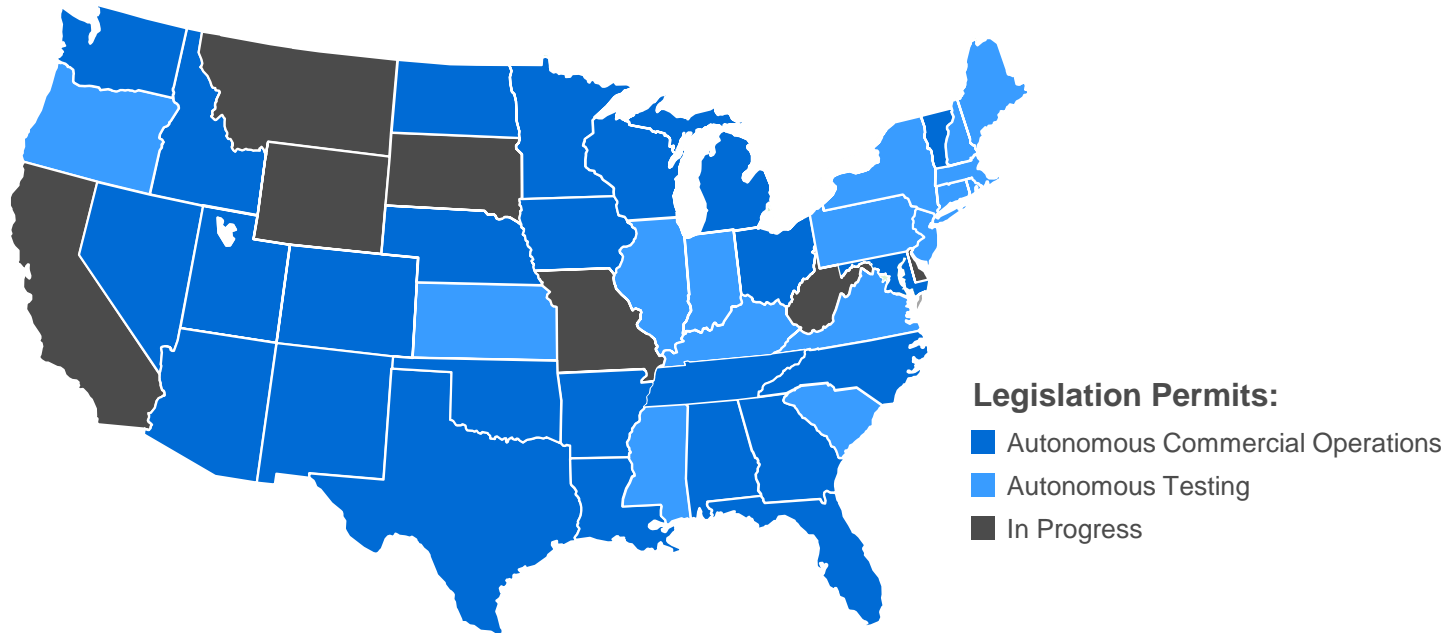 Legislation Permits:
Autonomous Commercial Operations
Autonomous Testing
In Progress